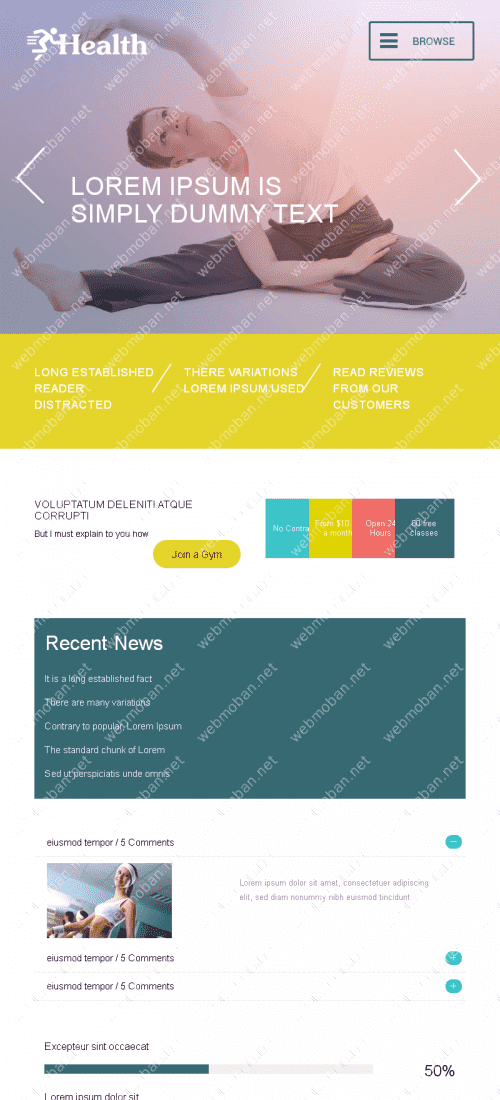 Health
BROWSE
LOREM IPSUM IS
SIMPLY DUMMY TEXT
LONG ESTABLISHED
READER
DISTRACTED
THERE VARIATIONS
LOREM IPSUM USED
READ REVIEWS
FROM OUR
CUSTOMERS
VOLUPTATUM DELENITI ATQUE
CORRUPTI
But I must explain to you how
Join a Gym
No Contra
From $10
a month
Open 24
Hours
free
classes
Recent News
It is a long established fact
There are many variations
Contrary to popular, Lorem Ipsum
The standard chunk of Lorem
Sed ut perspiciatis unde omnis
eiusmod tempor / 5 Comments
Lorem ipsum dolor sit amet, consectetuer adipiscing
elit, sed diam nonummy nibh euismod tincidunt
eiusmod tempor / 5 Comments
eiusmod tempor / 5 Comments
Excepteur sint occaecat
50%
Lorem ipsum dolor sit
webmoban.net